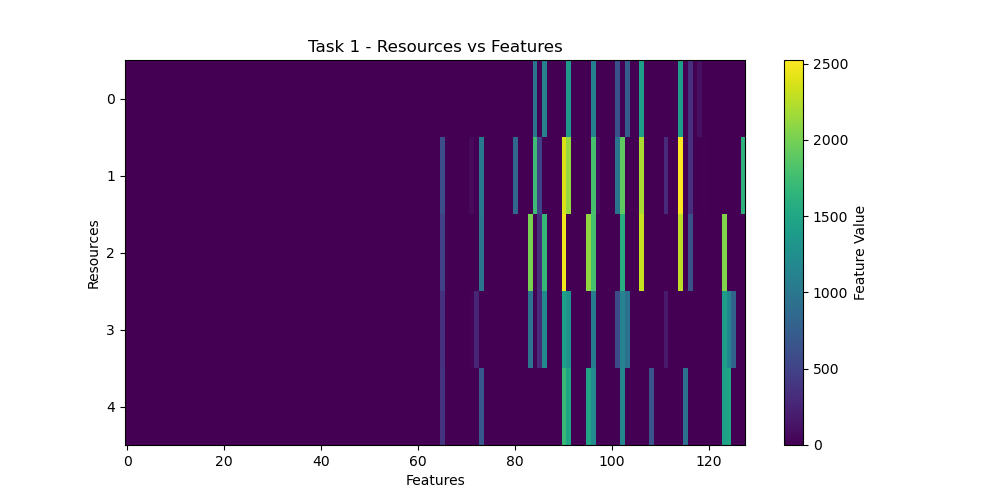 Task 1 - Resources vs Features
Resources
0
1
2
3
4
0 20 40 60 80 100 120
Features
2500
2000
1500
1000
500
0
Feature Value